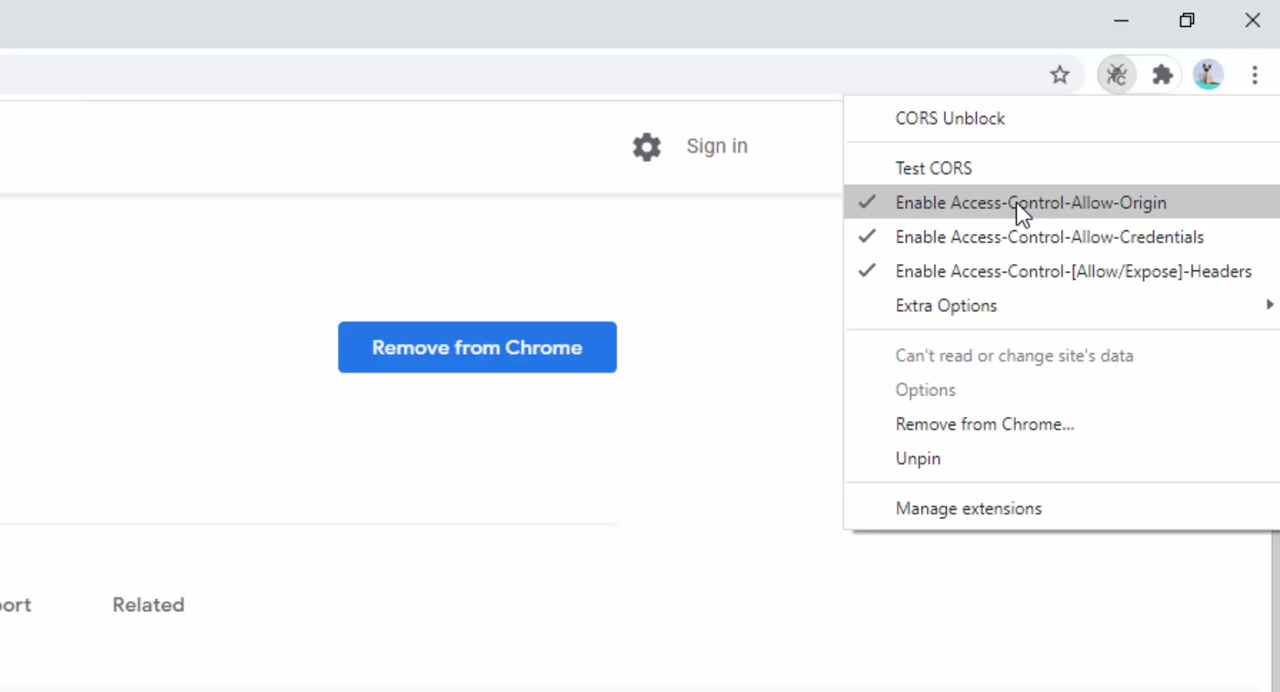 CORS Unblock
Sign in
Test CORS
Enable Access-Control-Allow-Origin
Enable Access-Control-Allow-Credentials
Enable Access-Control-[Allow/Expose]-Headers
Extra Options
Remove from Chrome
Can't read or change site's data
Options
Remove from Chrome...
Unpin
Manage extensions
ort
Related